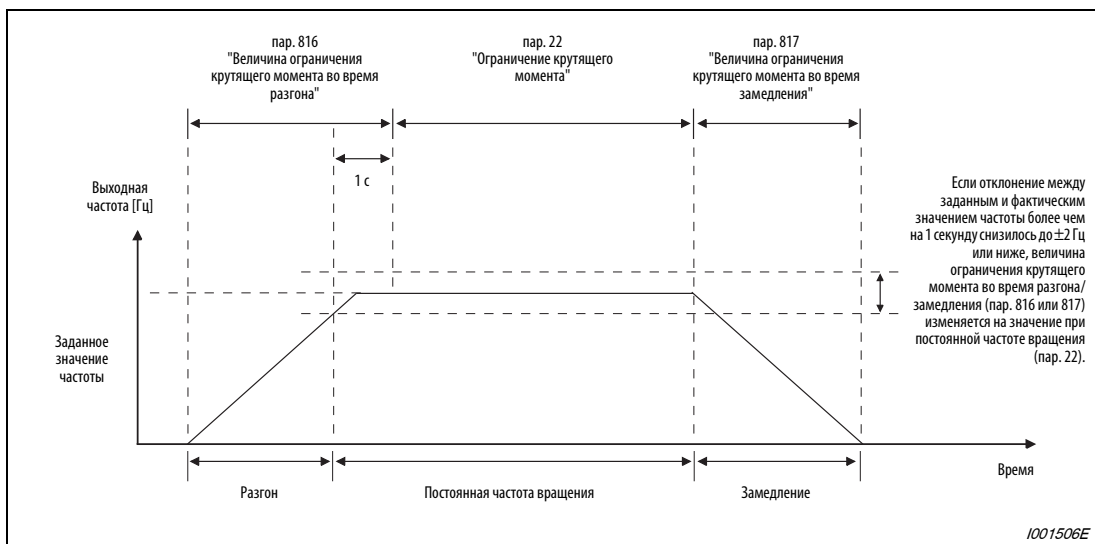 пар. 816
"Величина ограничения
крутящего момента во время
разгона"
пар. 22
"Ограничение крутящего
момента"
пар. 817
"Величина ограничения
крутящего момента во время
замедления"
1 с
Выходная
частота [Гц]
Заданное
значение
частоты
Если отклонение между
заданным и фактическим
значением частоты более чем
на 1 секунду снизилось до ±2 Гц
или ниже, величина
ограничения крутящего
момента во время разгона/
замедления (пар. 816 или 817)
изменяется на значение при
постоянной частоте вращения
(пар. 22).
Время
Разгон
Постоянная частота вращения
Замедление
I001506E